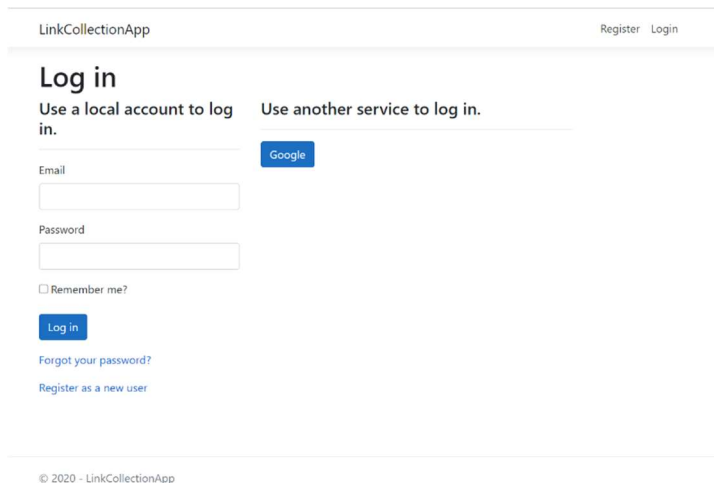 LinkCollectionApp
Register Login
Log in
Use a local account to log
in.
Email
Password
Remember me?
Log in
Forgot your password?
Register as a new user
Use another service to log in.
Google
© 2020 - LinkCollectionApp